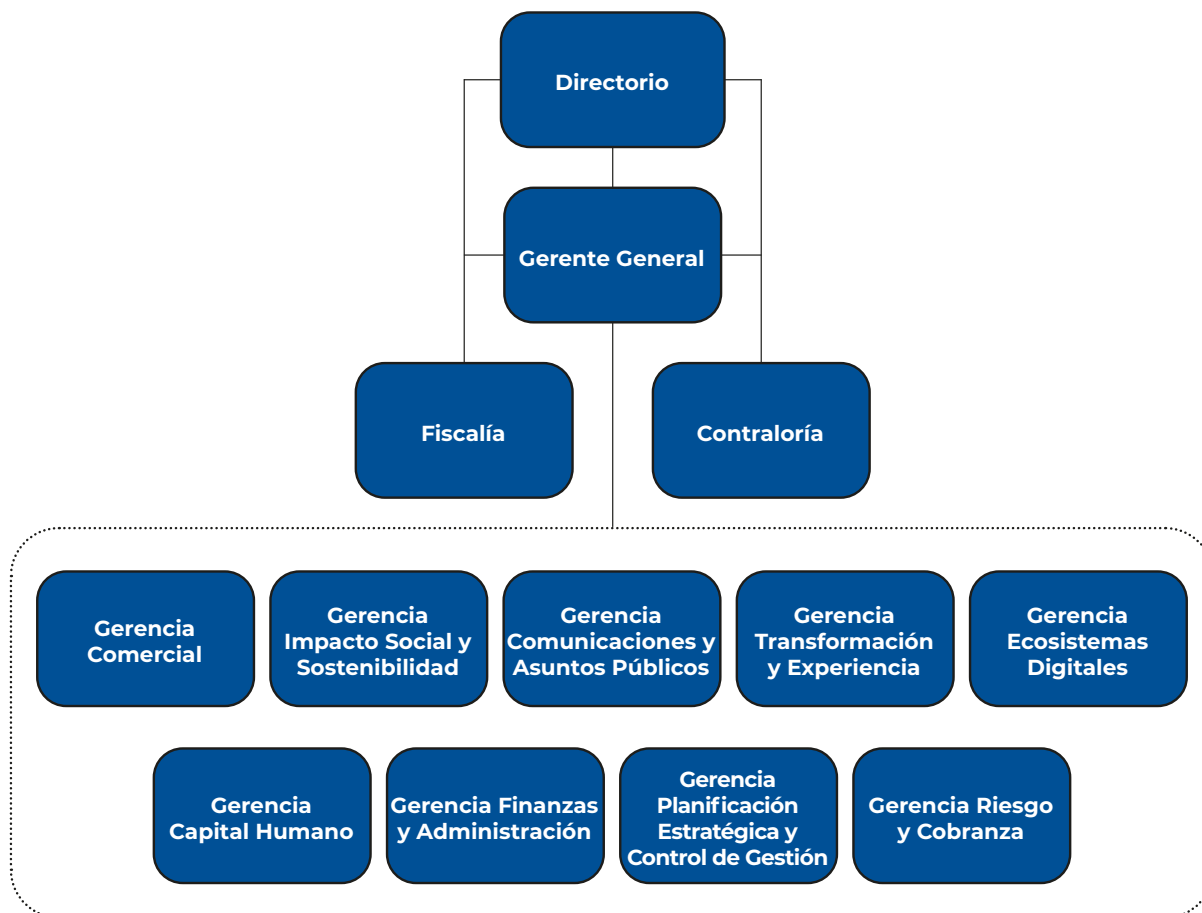 Directorio
Gerente General
Fiscalía
Contraloría
Gerencia
Comercial
Gerencia
Impacto Social y
Sostenibilidad
Gerencia
Comunicaciones y
Asuntos Públicos
Gerencia
Transformación
y Experiencia
Gerencia
Ecosistemas
Digitales
Gerencia
Capital Humano
Gerencia Finanzas
y Administración
Gerencia
Planificación
Estratégica y
Control de Gestión
Gerencia Riesgo
y Cobranza